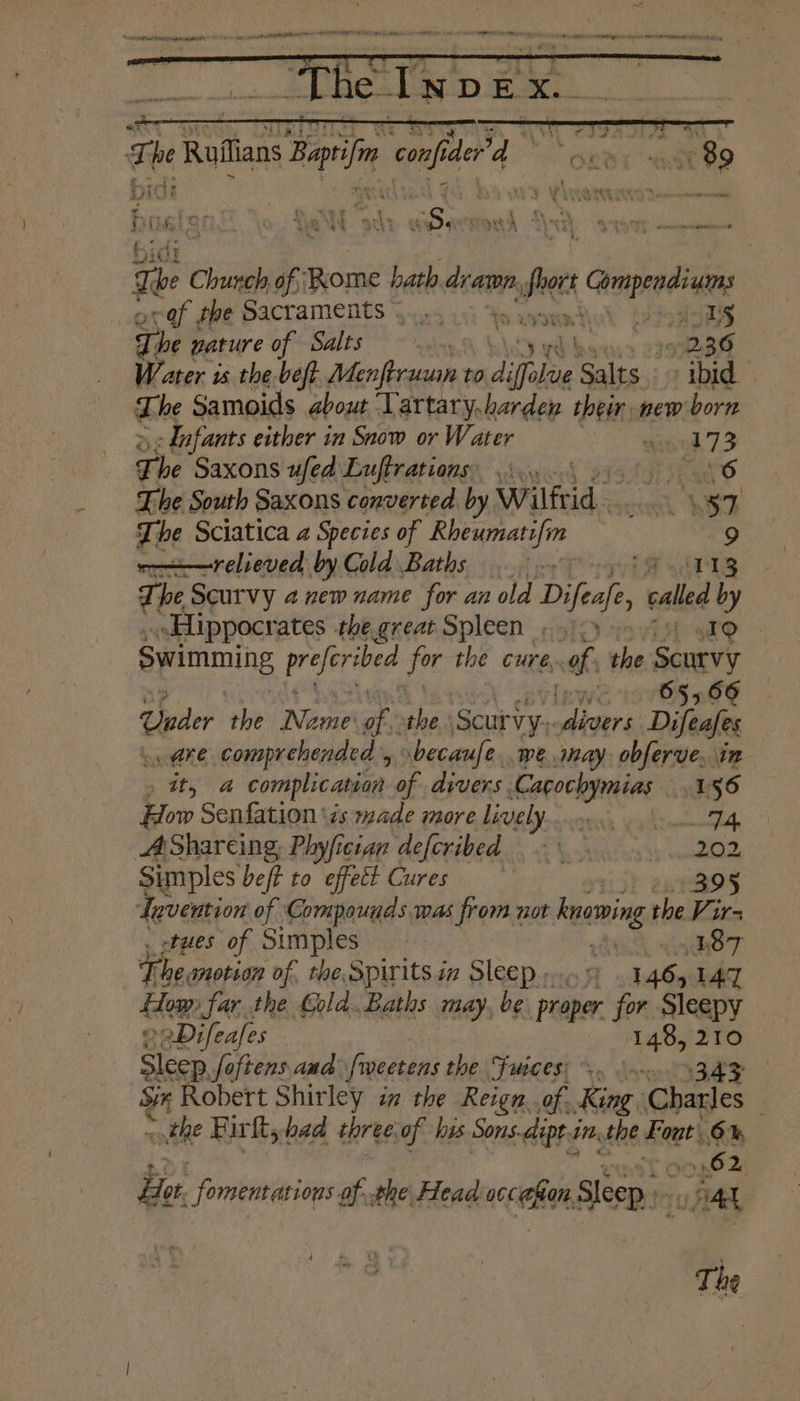 The INDEX.
The Ruſſians Baptiſm conſider'd 89
The Church of Rome hath drawn ſhort Compendiums
of the Sacraments 15
The nature of Salts 236
Water is the beſt Menſtruum to diſſolve Salts ibid
The Samoids about Tartary harden their new born
Infants either in Snow or Water 173
The Saxons uſed Luſtrations 6
The South Saxons converted by Wilfrid 57
The Sciatica a Species of Rheumatiſm 9
——relieved by Cold Baths 113
The Scurvy a new name for an old Diſeaſe, called by
Hippocrates the great Spleen 10
Swimming preſcribed for the cure of the Scurvy
65, 66
Under the Name of the Scurvy, divers Diſeaſes
are comprehended, becauſe we may obſerve in
it, a complication of divers Cacochymias 156
How Senſation is made more lively 74
A Shareing Phyſician deſcribed 202
Simples beſt to effect Cures 395
Invention of Compounds was from not knowing the Vir-
tues of Simples 187
The motion of the Spirits in Sleep 146, 147
How far the Cold Baths may be proper for Sleepy
Diſeaſes 148, 210
Sleep ſoftens and ſweetens the Juices 343
Sir Robert Shirley in the Reign of King Charles
the Firſt, had three of his Sons dipt in the Font 61
62
Hot fomentations of the Head occaſion Sleep
The